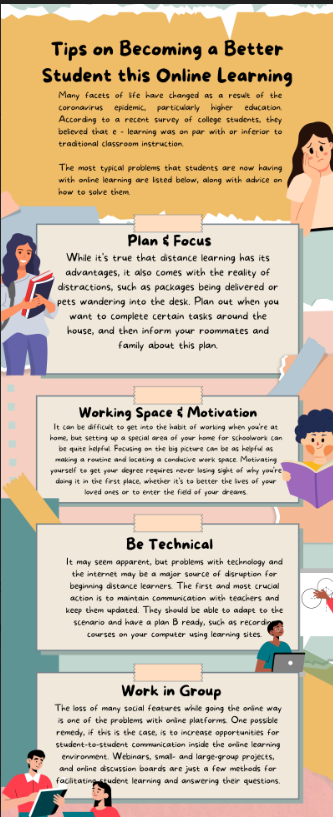 Tips on Becoming a Better
Student this Online Learning
Many facets of life have changed as a result of the
coronavirus epidemic, particularly higher education.
According to a recent survey of college students, they
believed that e - learning was on par with or inferior to
traditional classroom instruction.
The most typical problems that students are now having
with online learning are listed below, along with advice on
how to solve them.
Plan & Focus
While it's true that distance learning has its
advantages, it also comes with the reality of
distractions, such as packages being delivered or
pets wandering into the desk. Plan out when you
want to complete certain tasks around the
house, and then inform your roommates and
family about this plan.
Working Space & Motivation
It can be difficult to get into the habit of working when you're at
home, but setting up a special area of your home for schoolwork can
be quite helpful. Focusing on the big picture can be as helpful as
making a routine and locating a conducive work space. Motivating
yourself to get your degree requires never losing sight of why you're
doing it in the first place, whether it's to better the lives of your
loved ones or to enter the field of your dreams.
Be Technical
It may seem apparent, but problems with technology and
the internet may be a major source of disruption for
beginning distance learners. The first and most crucial
action is to maintain communication with teachers and
keep them updated. They should be able to adapt to the
scenario and have a plan B ready, such as recording
courses on your computer using learning sites.
Work in Group
The loss of many social features while going the online way
is one of the problems with online platforms. One possible
remedy, if this is the case, is to increase opportunities for
student-to-student communication inside the online learning
environment. Webinars, small- and large-group projects,
and online discussion boards are just a few methods for
facilitating student learning and answering their questions.